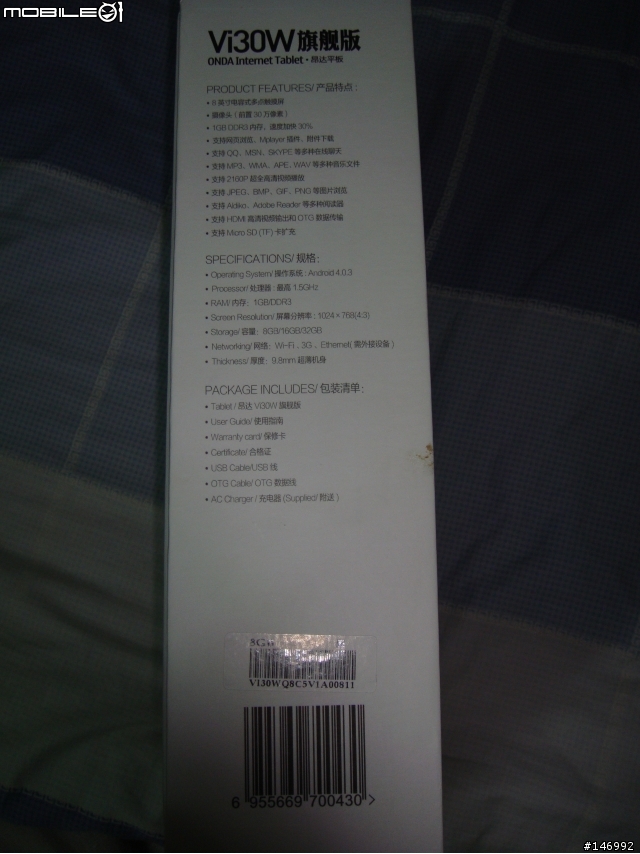 MOBILE01
Vi30W旗舰版
ONDA Internet Tablet · 昂达平板
PRODUCT FEATURES/ 产品特点 :
• 8 英寸电容式多点触摸屏
• 摄像头 ( 前置 30 万像素 )
• 1GB DDR3 内存、速度加快 30%
• 支持网页浏览、Mplayer 插件、附件下载
• 支持 QQ、MSN、SKYPE 等多种在线聊天
• 支持 MP3、WMA、APE、WAV 等多种音乐文件
• 支持 2160P 超全高清视频播放
• 支持 JPEG、BMP、GIF、PNG 等图片浏览
• 支持 Aldiko、Adobe Reader 等多种阅读器
• 支持 HDMI 高清视频输出和 OTG 数据传输
• 支持 Micro SD (TF) 卡扩充
SPECIFICATIONS/ 规格 :
• Operating System/ 操作系统 : Android 4.0.3
• Processor/ 处理器 : 最高 1.5GHz
• RAM/ 内存 : 1GB/DDR3
• Screen Resolution/ 屏幕分辨率 : 1024 × 768(4:3)
• Storage/ 容量 : 8GB/16GB/32GB
• Networking/ 网络 : Wi-Fi 、3G 、Ethernet( 需外接设备 )
• Thickness/ 厚度 : 9.8mm 超薄机身
PACKAGE INCLUDES/ 包装清单 :
• Tablet / 昂达 Vi30W 旗舰版
• User Guide/ 使用指南
• Warranty card/ 保修卡
• Certificate/ 合格证
• USB Cable/USB 线
• OTG Cable/ OTG 数据线
• AC Charger / 充电器 (Supplied/ 附送 )
VI30WQ8C5V1A00811
6 955669 700430 >
#146992